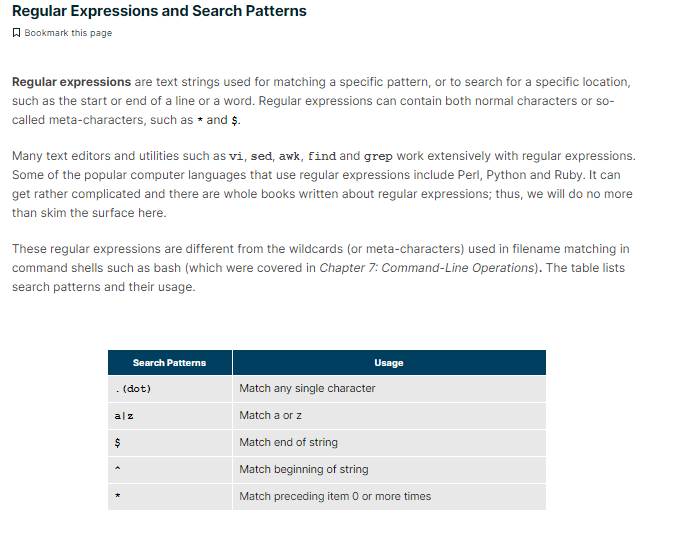 Regular Expressions and Search Patterns
Bookmark this page
Regular expressions are text strings used for matching a specific pattern, or to search for a specific location,
such as the start or end of a line or a word. Regular expressions can contain both normal characters or so-
called meta-characters, such as * and $.
Many text editors and utilities such as vi, sed, awk, find and grep work extensively with regular expressions.
Some of the popular computer languages that use regular expressions include Perl, Python and Ruby. It can
get rather complicated and there are whole books written about regular expressions; thus, we will do no more
than skim the surface here.
These regular expressions are different from the wildcards (or meta-characters) used in filename matching in
command shells such as bash (which were covered in Chapter 7: Command-Line Operations). The table lists
search patterns and their usage.
Search Patterns Usage
.(dot) Match any single character
a|z Match a or z
$ Match end of string
^ Match beginning of string
* Match preceding item 0 or more times